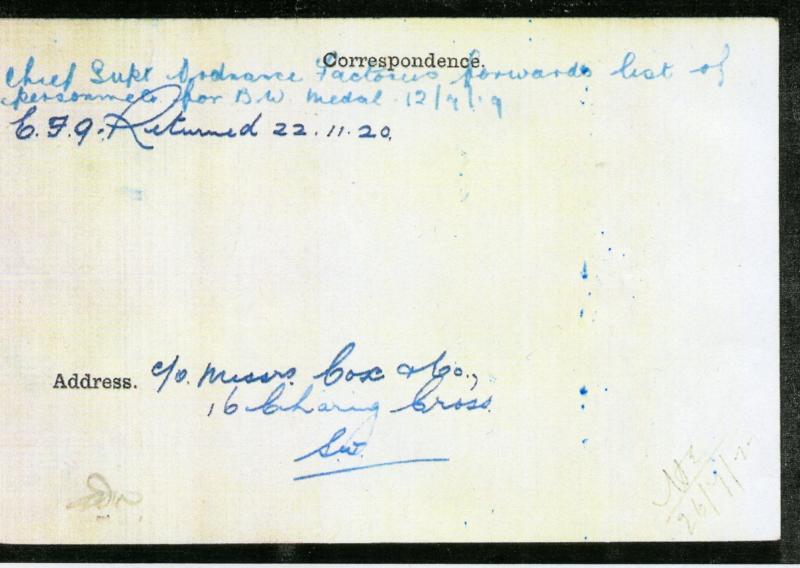 Correspondence.
Chief Supt Ordnance Factories forwards list of
personnel for B.W. Medal 12/9/19
E.F.9. Returned 22.11.20.
Address. c/o. Messrs. Cox & Co.,
16 Charing Cross.
S.W.